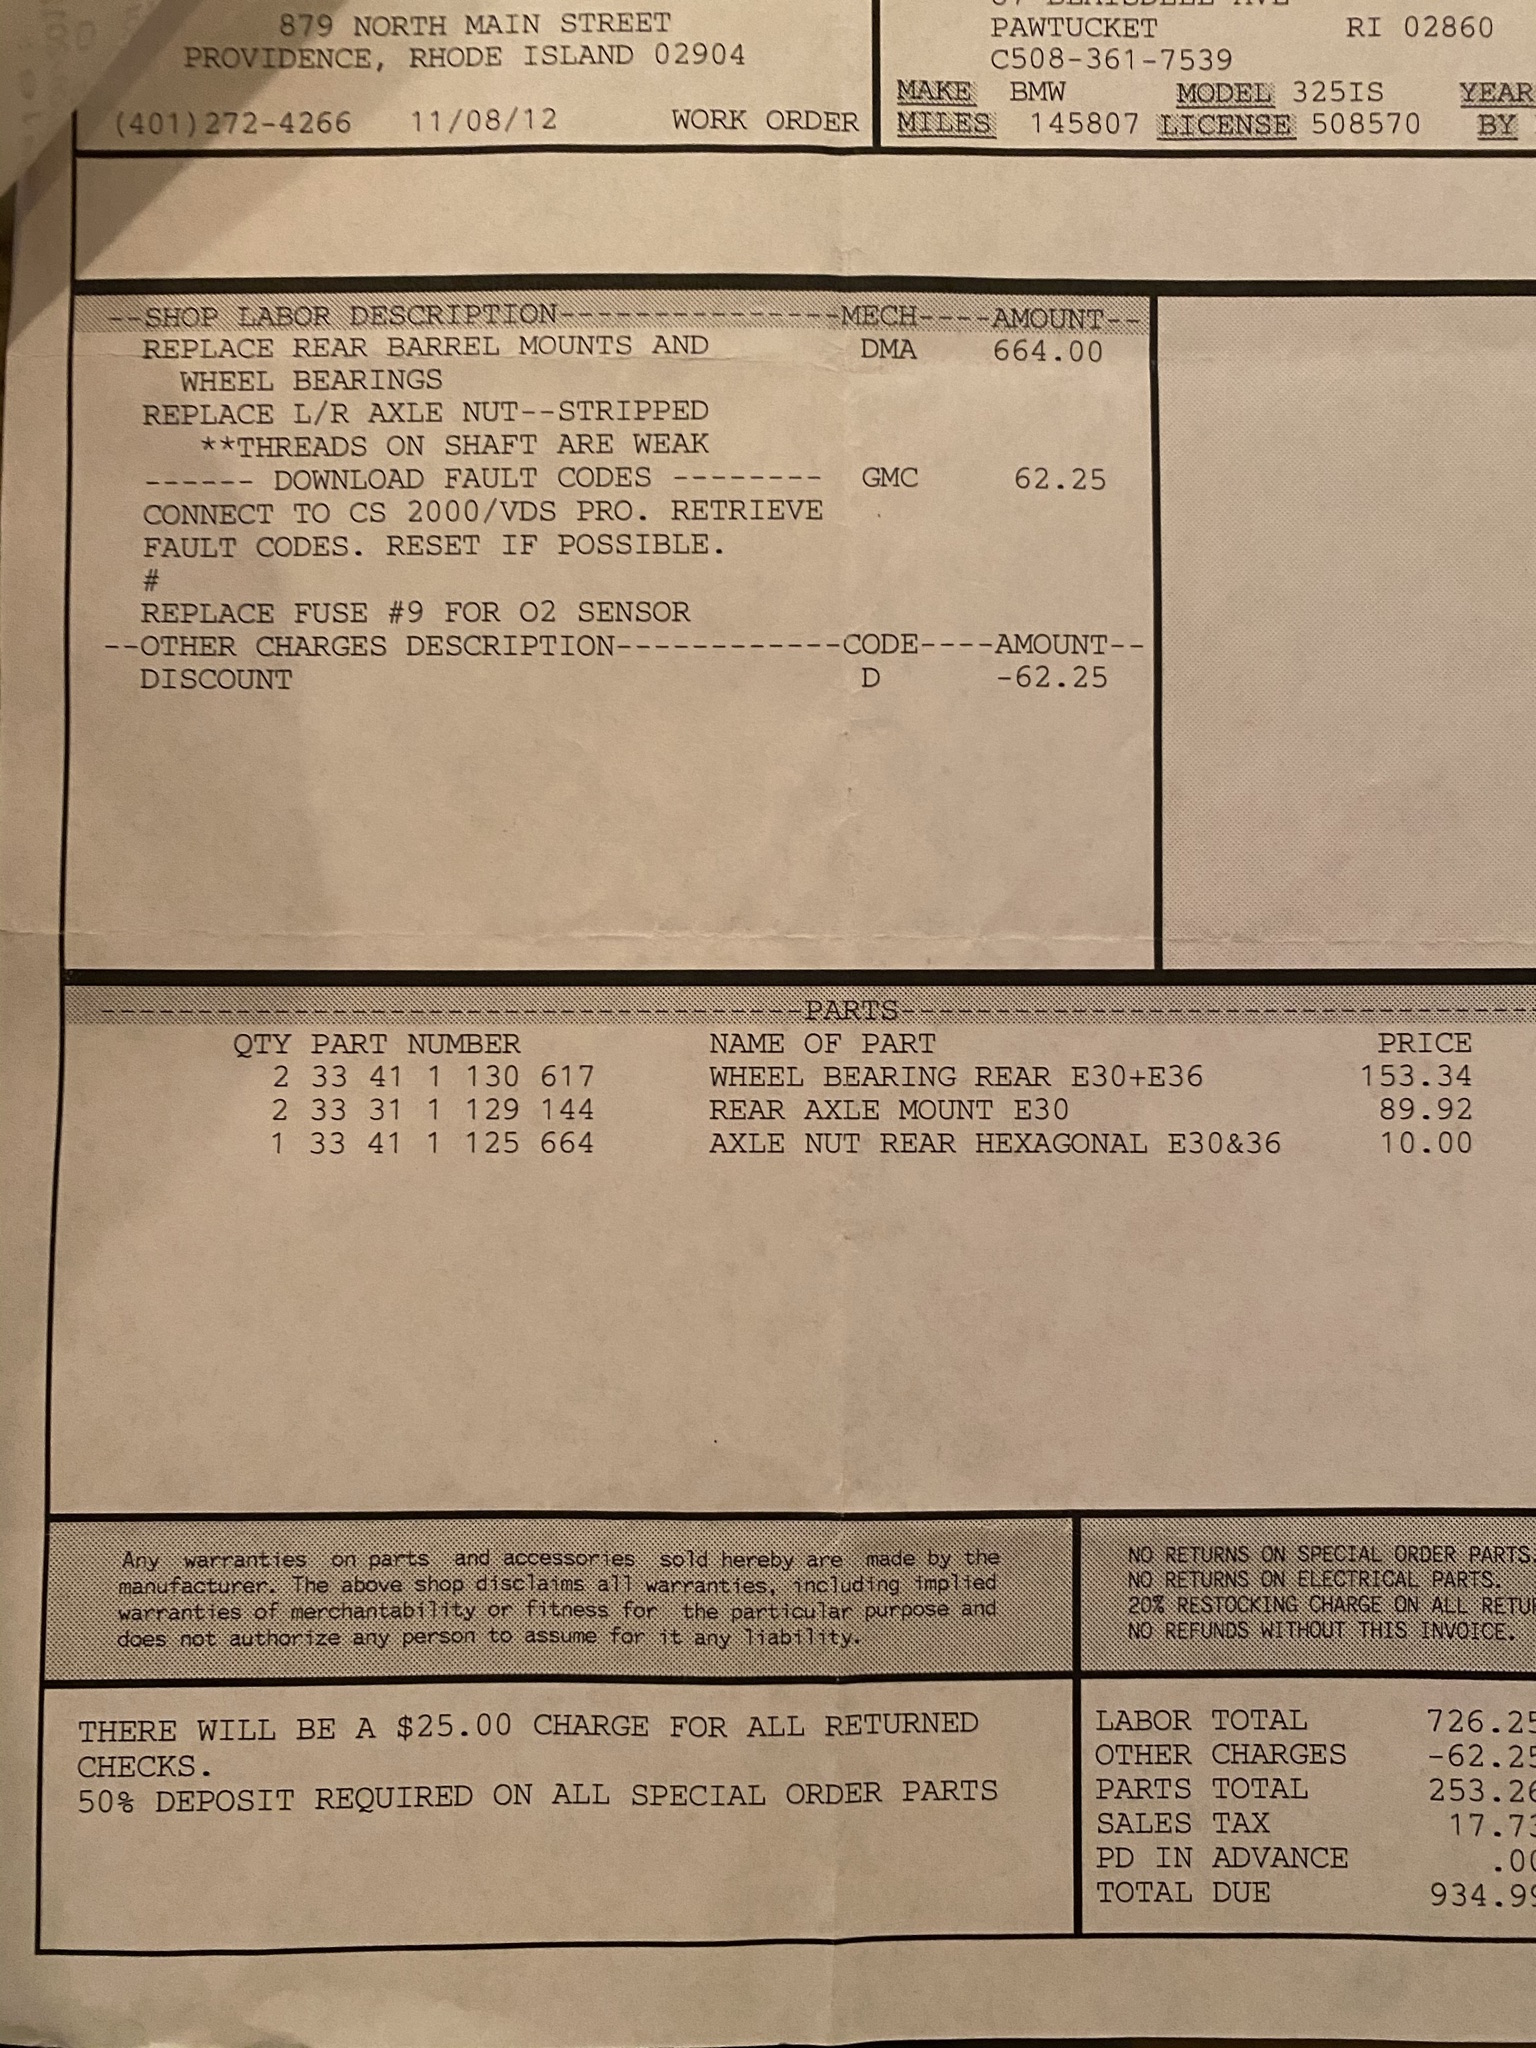 879 NORTH MAIN STREET
PROVIDENCE, RHODE ISLAND 02904
(401)272-4266 11/08/12 WORK ORDER
PAWTUCKET RI 02860
C508-361-7539
MAKE BMW MODEL 325IS YEAR
MILES 145807 LICENSE 508570 BY
--SHOP LABOR DESCRIPTION---------------MECH----AMOUNT--
REPLACE REAR BARREL MOUNTS AND DMA 664.00
WHEEL BEARINGS
REPLACE L/R AXLE NUT--STRIPPED
**THREADS ON SHAFT ARE WEAK
------ DOWNLOAD FAULT CODES -------- GMC 62.25
CONNECT TO CS 2000/VDS PRO. RETRIEVE
FAULT CODES. RESET IF POSSIBLE.
#
REPLACE FUSE #9 FOR O2 SENSOR
--OTHER CHARGES DESCRIPTION------------CODE----AMOUNT--
DISCOUNT D -62.25
PARTS
QTY PART NUMBER NAME OF PART PRICE
2 33 41 1 130 617 WHEEL BEARING REAR E30+E36 153.34
2 33 31 1 129 144 REAR AXLE MOUNT E30 89.92
1 33 41 1 125 664 AXLE NUT REAR HEXAGONAL E30&36 10.00
Any warranties on parts and accessories sold hereby are made by the
manufacturer. The above shop disclaims all warranties, including implied
warranties of merchantability or fitness for the particular purpose and
does not authorize any person to assume for it any liability.
NO RETURNS ON SPECIAL ORDER PARTS.
NO RETURNS ON ELECTRICAL PARTS.
20% RESTOCKING CHARGE ON ALL RETU
NO REFUNDS WITHOUT THIS INVOICE.
THERE WILL BE A $25.00 CHARGE FOR ALL RETURNED
CHECKS.
50% DEPOSIT REQUIRED ON ALL SPECIAL ORDER PARTS
LABOR TOTAL 726.25
OTHER CHARGES -62.25
PARTS TOTAL 253.26
SALES TAX 17.73
PD IN ADVANCE .00
TOTAL DUE 934.99